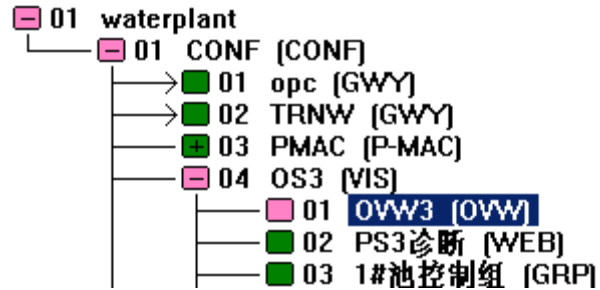 01 waterplant
01 CONF (CONF)
01 opc (GWY)
02 TRNW (GWY)
03 PMAC (P-MAC)
04 OS3 (VIS)
01 OVW3 (OVW)
02 PS3诊断 (WEB)
03 1#池控制组 (GRP)